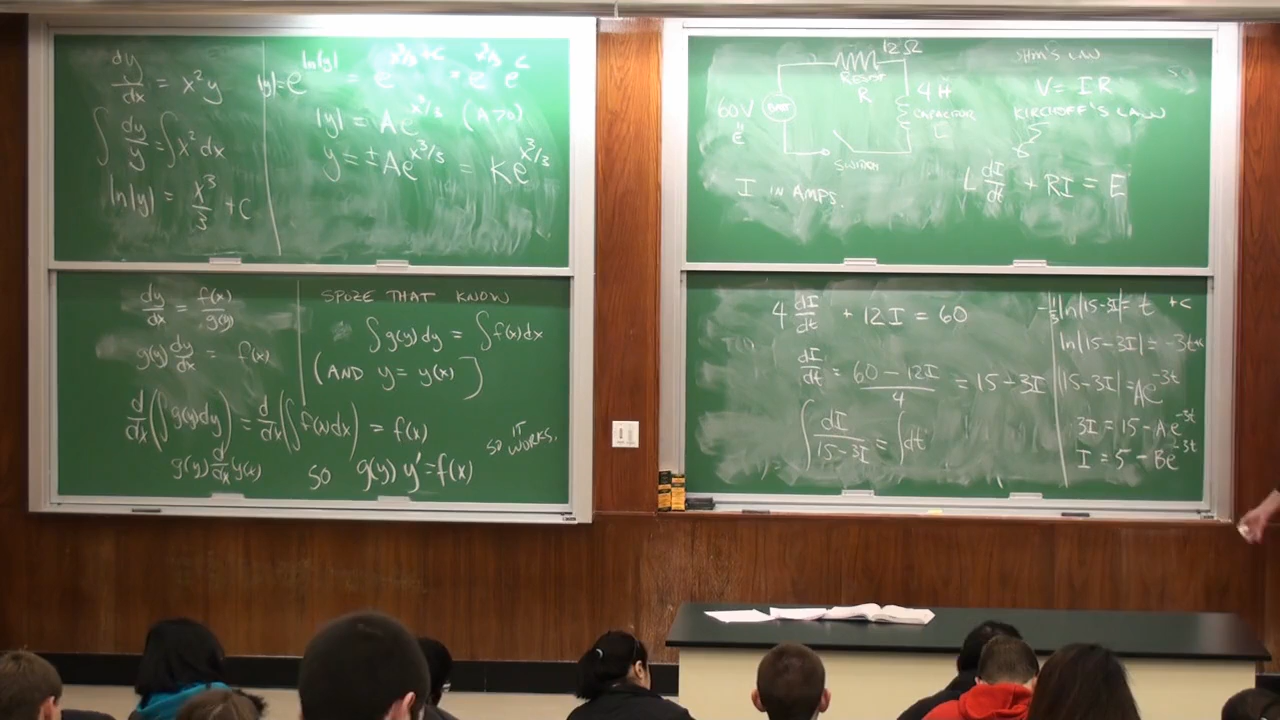 dy/dx = x²y
∫ dy/y = ∫ x² dx
ln|y| = x³/3 + C
|y| = e^(ln|y|) = e^(x³/3 + C) = e^(x³/3) e^C
|y| = Ae^(x³/3) (A>0)
y = ±Ae^(x³/3) = Ke^(x³/3)
dy/dx = f(x)/g(y)
g(y) dy/dx = f(x)
SPOZE THAT KNOW
∫ g(y) dy = ∫ f(x) dx
(AND y = y(x))
d/dx (∫ g(y) dy) = d/dx (∫ f(x) dx) = f(x)
g(y) d/dx y(x) SO g(y) y' = f(x)
SO IT WORKS.
12 Ω
RESIST
R
60 V
E
BATT
4 H
CAPACITOR
L
SWITCH
I IN AMPS.
OHM'S LAW
V = IR
KIRCHOFF'S LAW
L dI/dt + RI = E
4 dI/dt + 12I = 60
dI/dt = (60 - 12I)/4 = 15 - 3I
∫ dI/(15 - 3I) = ∫ dt
-1/3 ln|15-3I| = t + C
ln|15-3I| = -3t+
|15-3I| = Ae^(-3t)
3I = 15 - Ae^(-3t)
I = 5 - Be^(-3t)